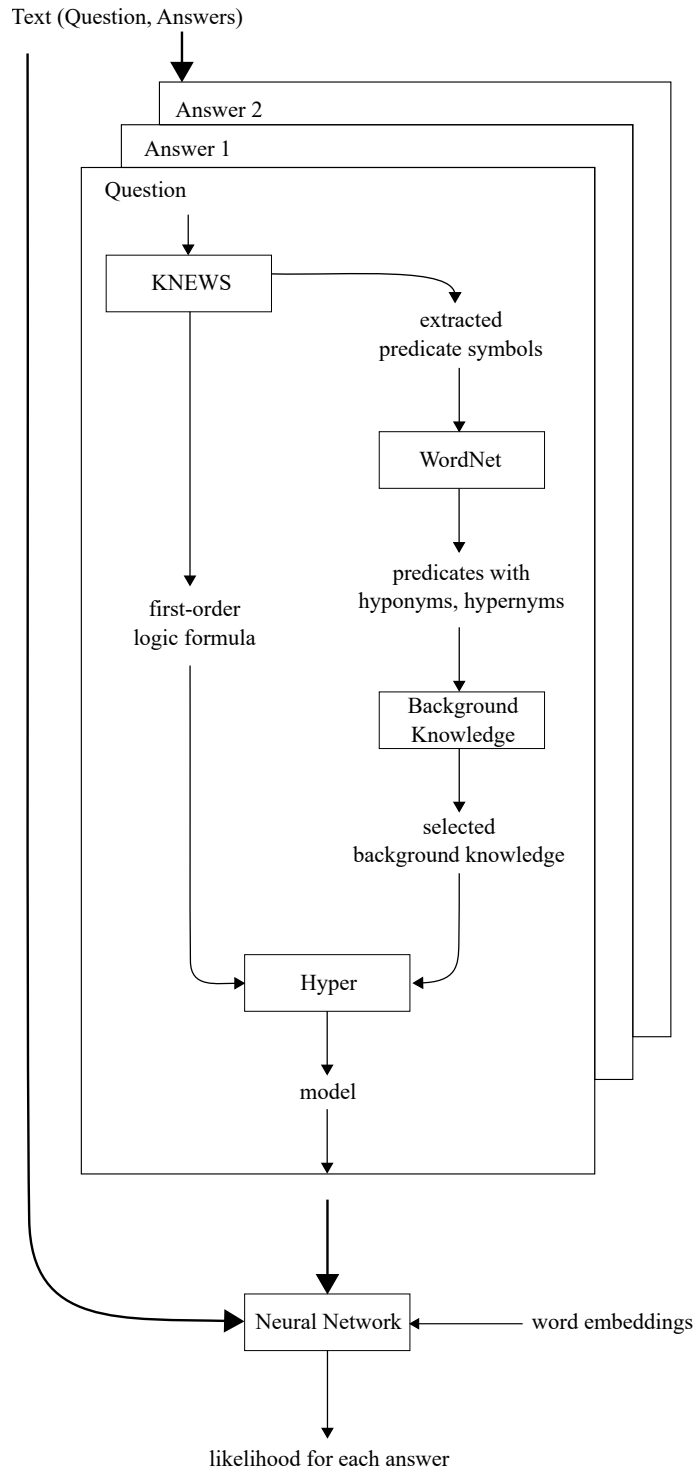 Text (Question, Answers)
Answer 2
Answer 1
Question
KNEWS
extracted
predicate symbols
WordNet
predicates with
hyponyms, hypernyms
first-order
logic formula
Background
Knowledge
selected
background knowledge
Hyper
model
Neural Network
word embeddings
likelihood for each answer